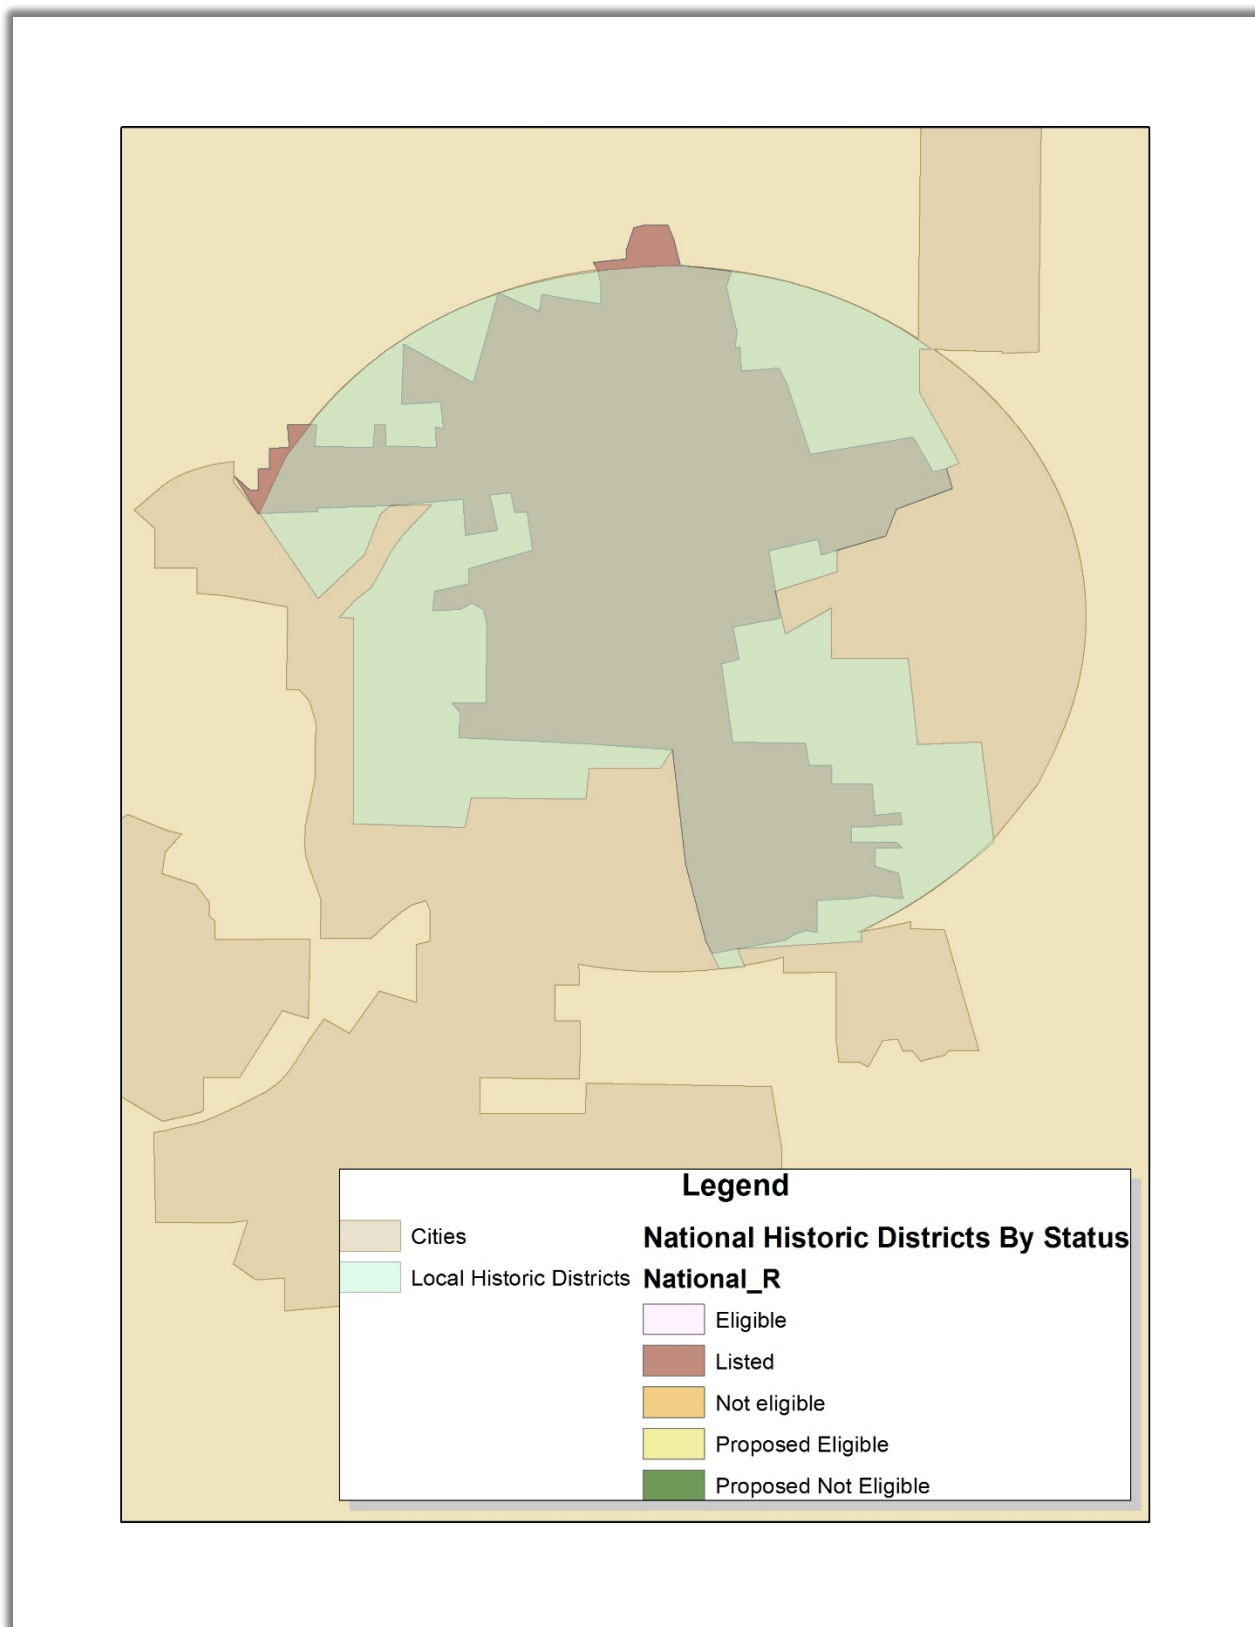 Legend
Cities
Local Historic Districts
National Historic Districts By Status
National_R
Eligible
Listed
Not eligible
Proposed Eligible
Proposed Not Eligible